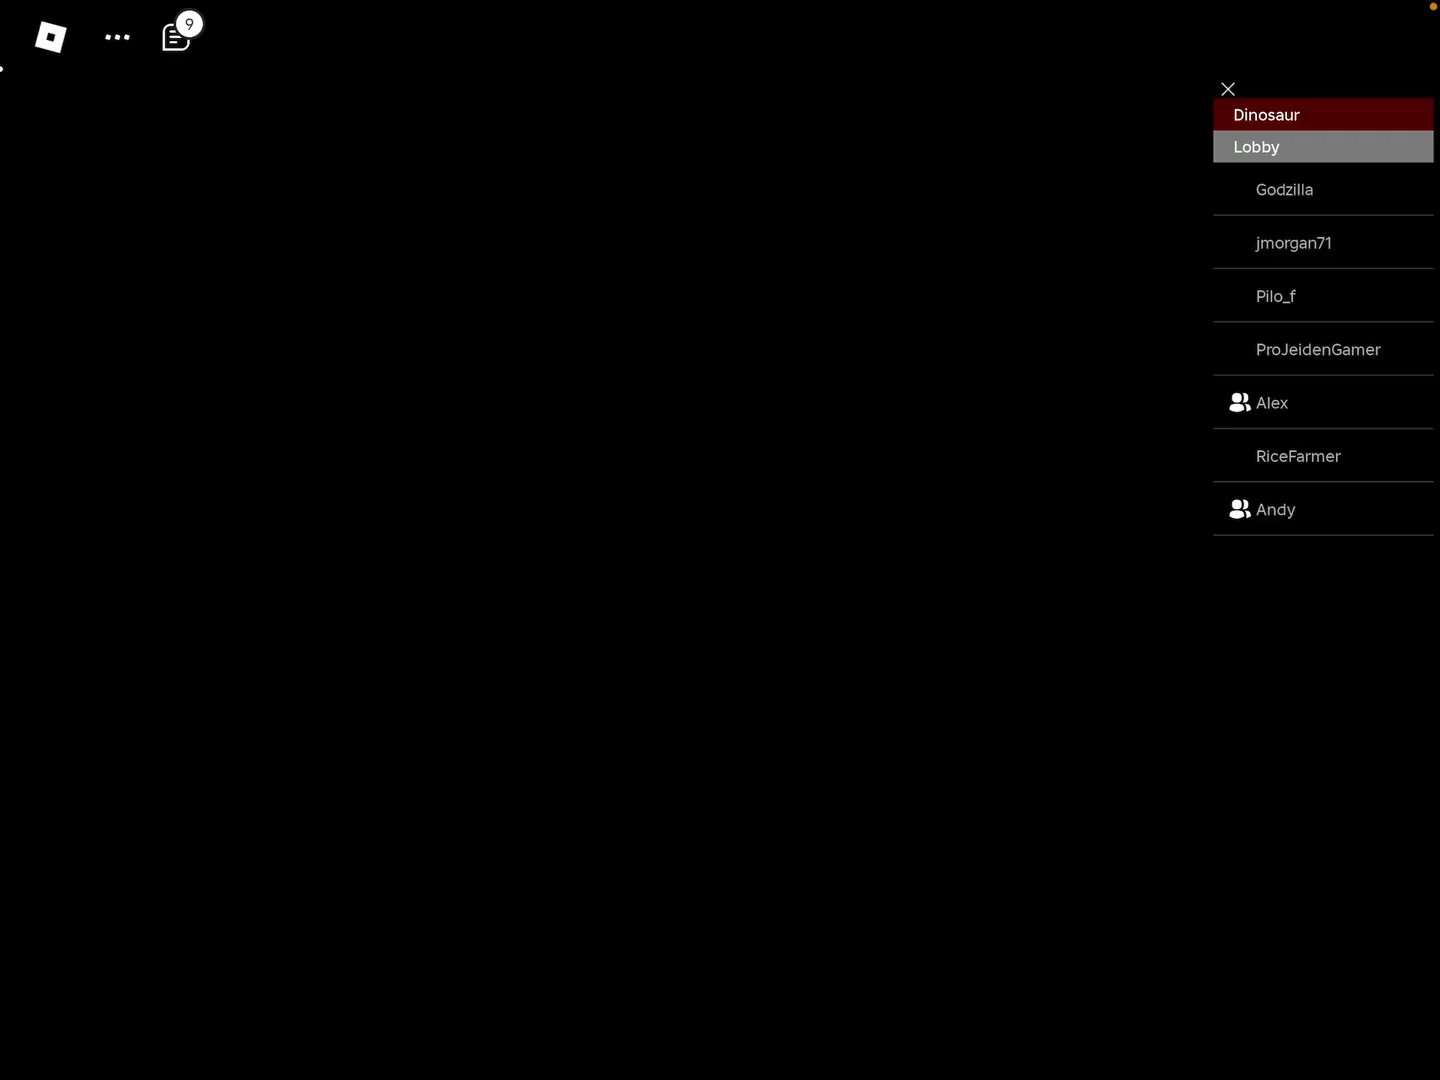 9
Dinosaur
Lobby
Godzilla
jmorgan71
Pilo_f
ProJeidenGamer
Alex
RiceFarmer
Andy